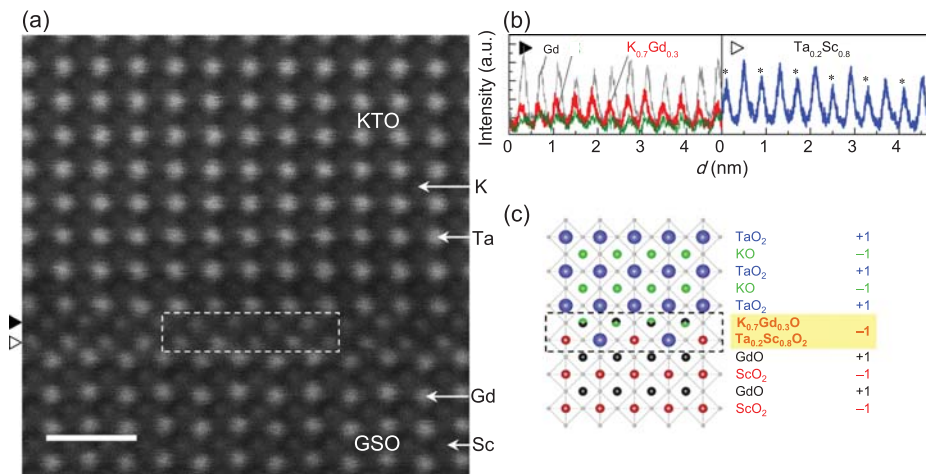 (a)
KTO
K
Ta
Gd
GSO
Sc
(b)
Intensity (a.u.)
Gd
K0.7Gd0.3
Ta0.2Sc0.8
* * * * * *
0 1 2 3 4 0 1 2 3 4
d (nm)
(c)
TaO2 +1
KO −1
TaO2 +1
KO −1
TaO2 +1
K0.7Gd0.3O
Ta0.2Sc0.8O2 −1
GdO +1
ScO2 −1
GdO +1
ScO2 −1